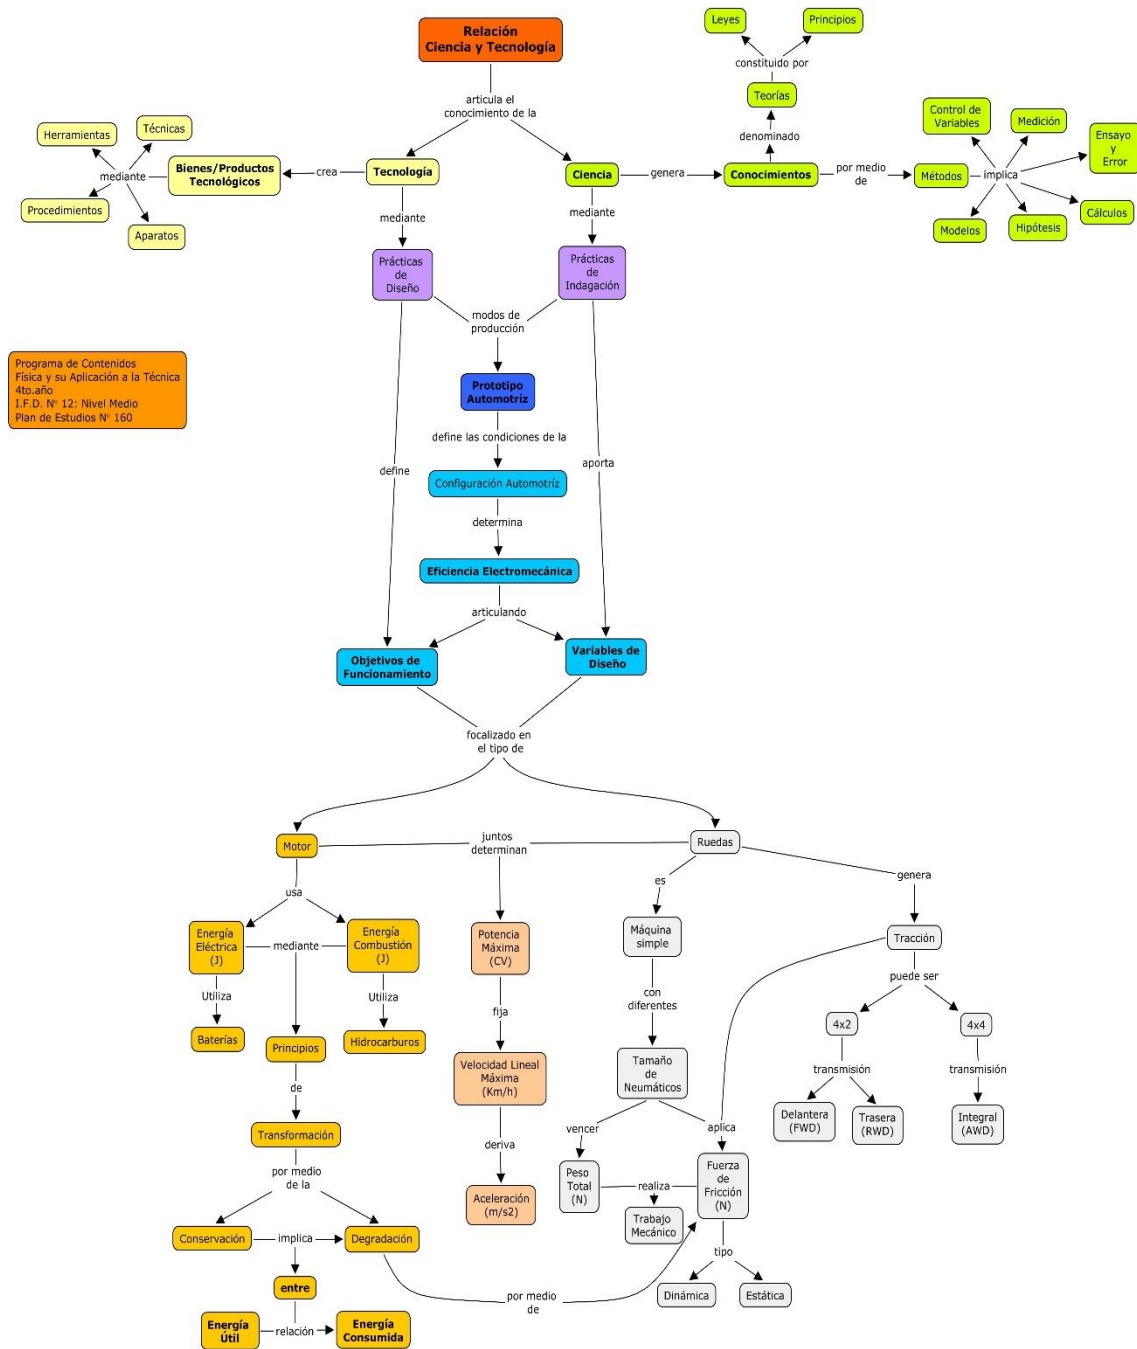 Relación
Ciencia y Tecnología
articula el
conocimiento de la
Leyes
Principios
constituido por
Teorías
denominado
Control de
Variables
Medición
Ensayo
y
Error
Herramientas
Técnicas
mediante
Bienes/Productos
Tecnológicos
crea
Tecnología
Ciencia
genera
Conocimientos
por medio
de
Métodos
implica
Procedimientos
Aparatos
Modelos
Hipótesis
Cálculos
mediante
mediante
Prácticas
de
Diseño
Prácticas
de
Indagación
modos de
producción
Programa de Contenidos
Física y su Aplicación a la Técnica
4to.año
I.F.D. Nº 12: Nivel Medio
Plan de Estudios Nº 160
Prototipo
Automotríz
define las condiciones de la
define
aporta
Configuración Automotríz
determina
Eficiencia Electromecánica
articulando
Objetivos de
Funcionamiento
Variables de
Diseño
focalizado en
el tipo de
Motor
juntos
determinan
Ruedas
usa
es
genera
Energía
Eléctrica
(J)
mediante
Energía
Combustión
(J)
Potencia
Máxima
(CV)
Máquina
simple
Tracción
puede ser
Utiliza
Utiliza
fija
con
diferentes
4x2
4x4
Baterías
Principios
Hidrocarburos
de
Velocidad Lineal
Máxima
(Km/h)
Tamaño
de
Neumáticos
transmisión
transmisión
Delantera
(FWD)
Trasera
(RWD)
Integral
(AWD)
Transformación
deriva
vencer
aplica
por medio
de la
Aceleración
(m/s2)
Peso
Total
(N)
realiza
Fuerza
de
Fricción
(N)
Trabajo
Mecánico
Conservación
implica
Degradación
tipo
entre
por medio
de
Dinámica
Estática
Energía
Útil
relación
Energía
Consumida